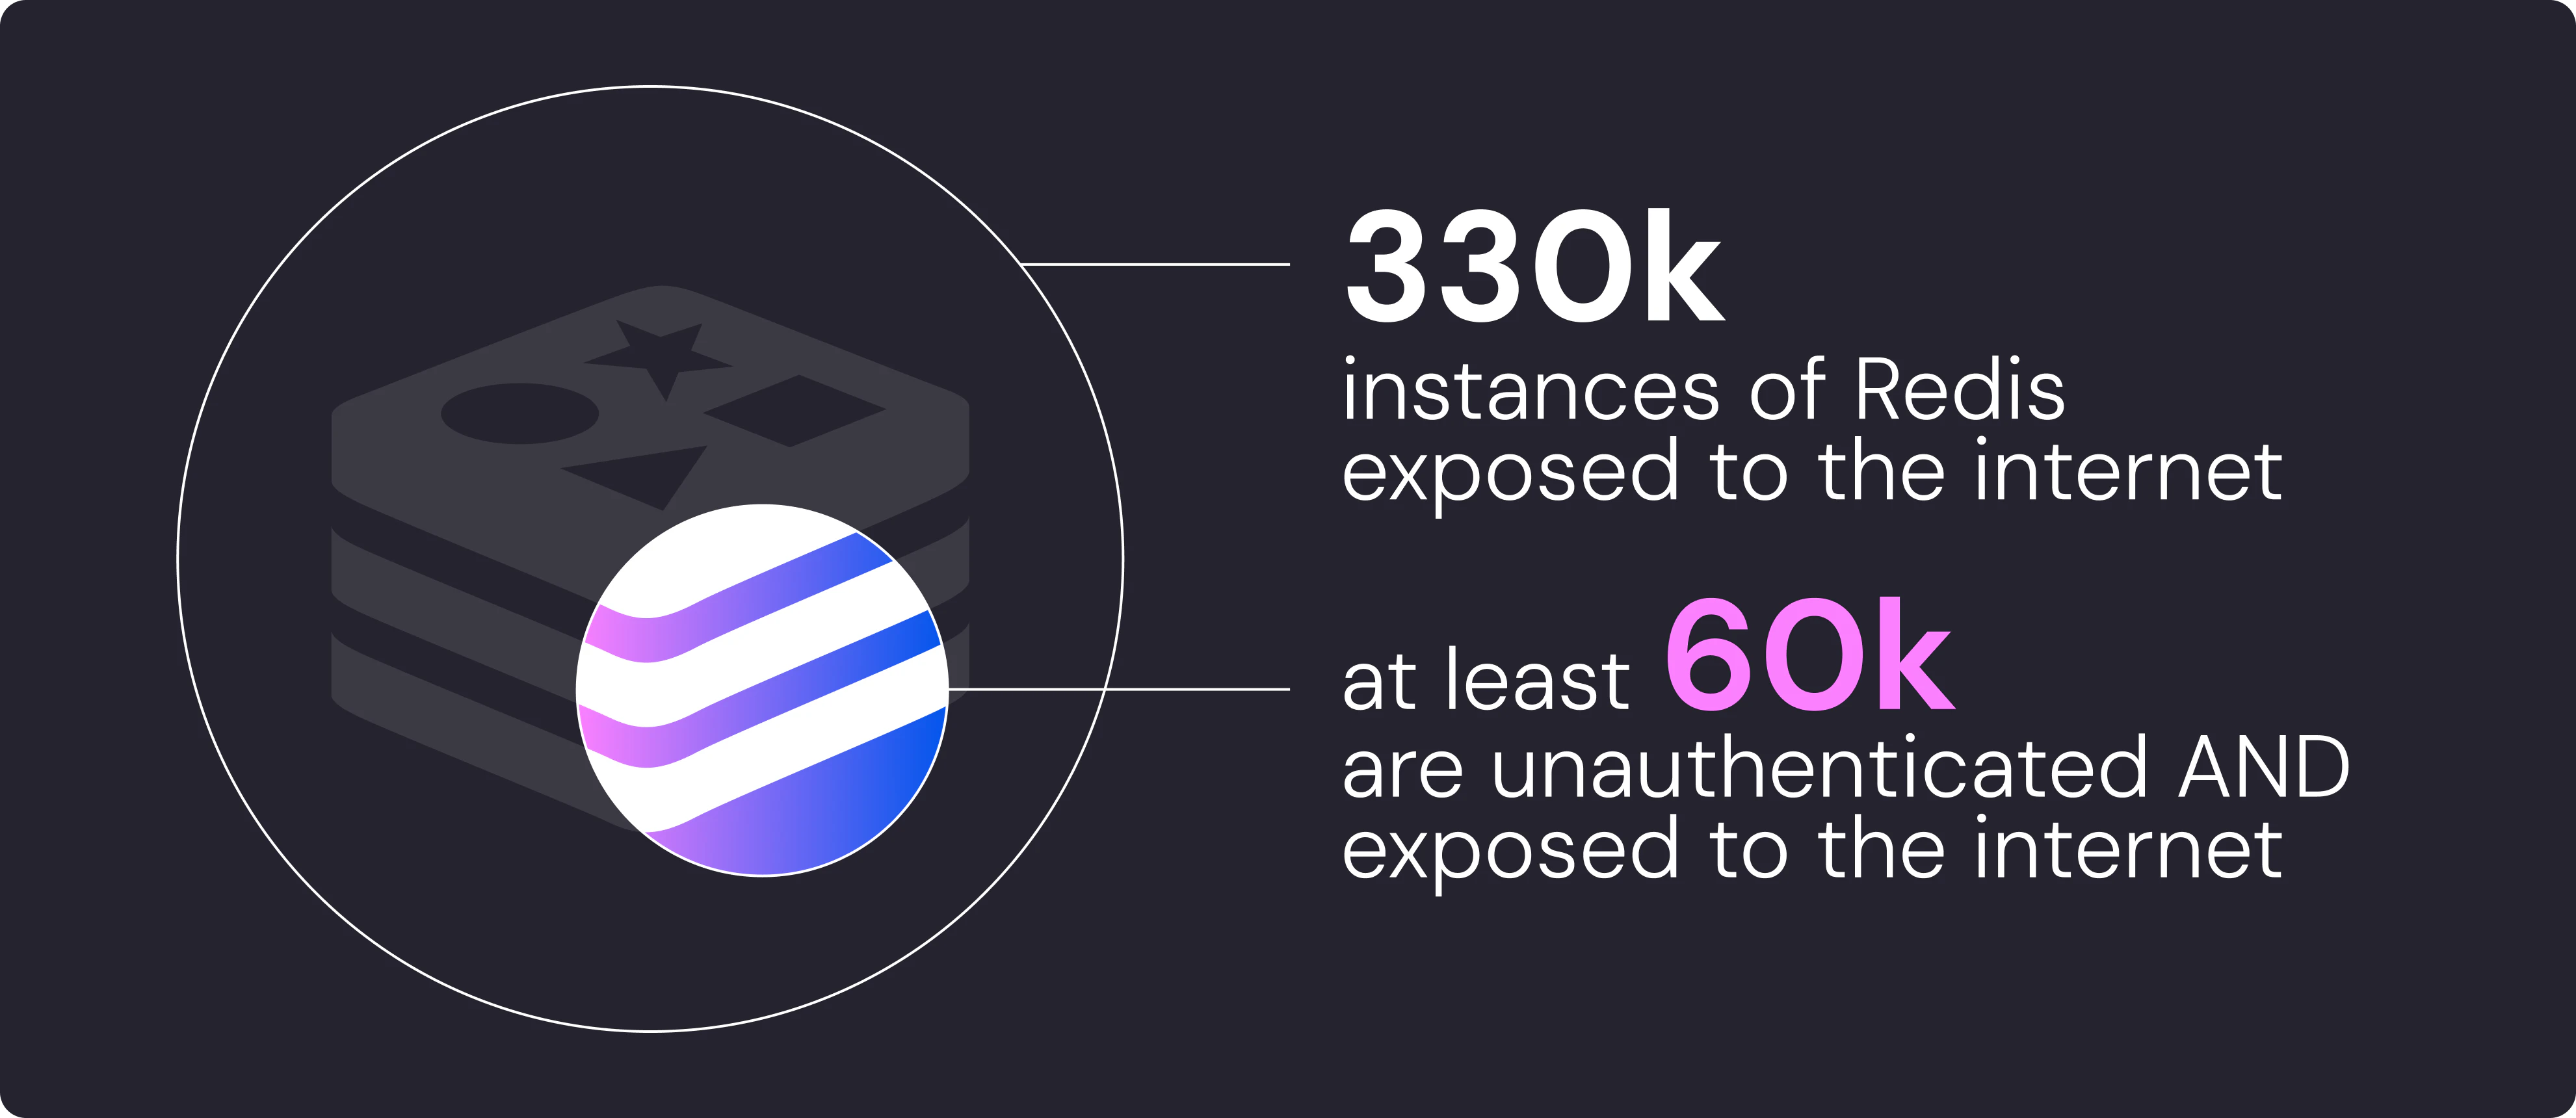 330k
instances of Redis
exposed to the internet
at least 60k
are unauthenticated AND
exposed to the internet